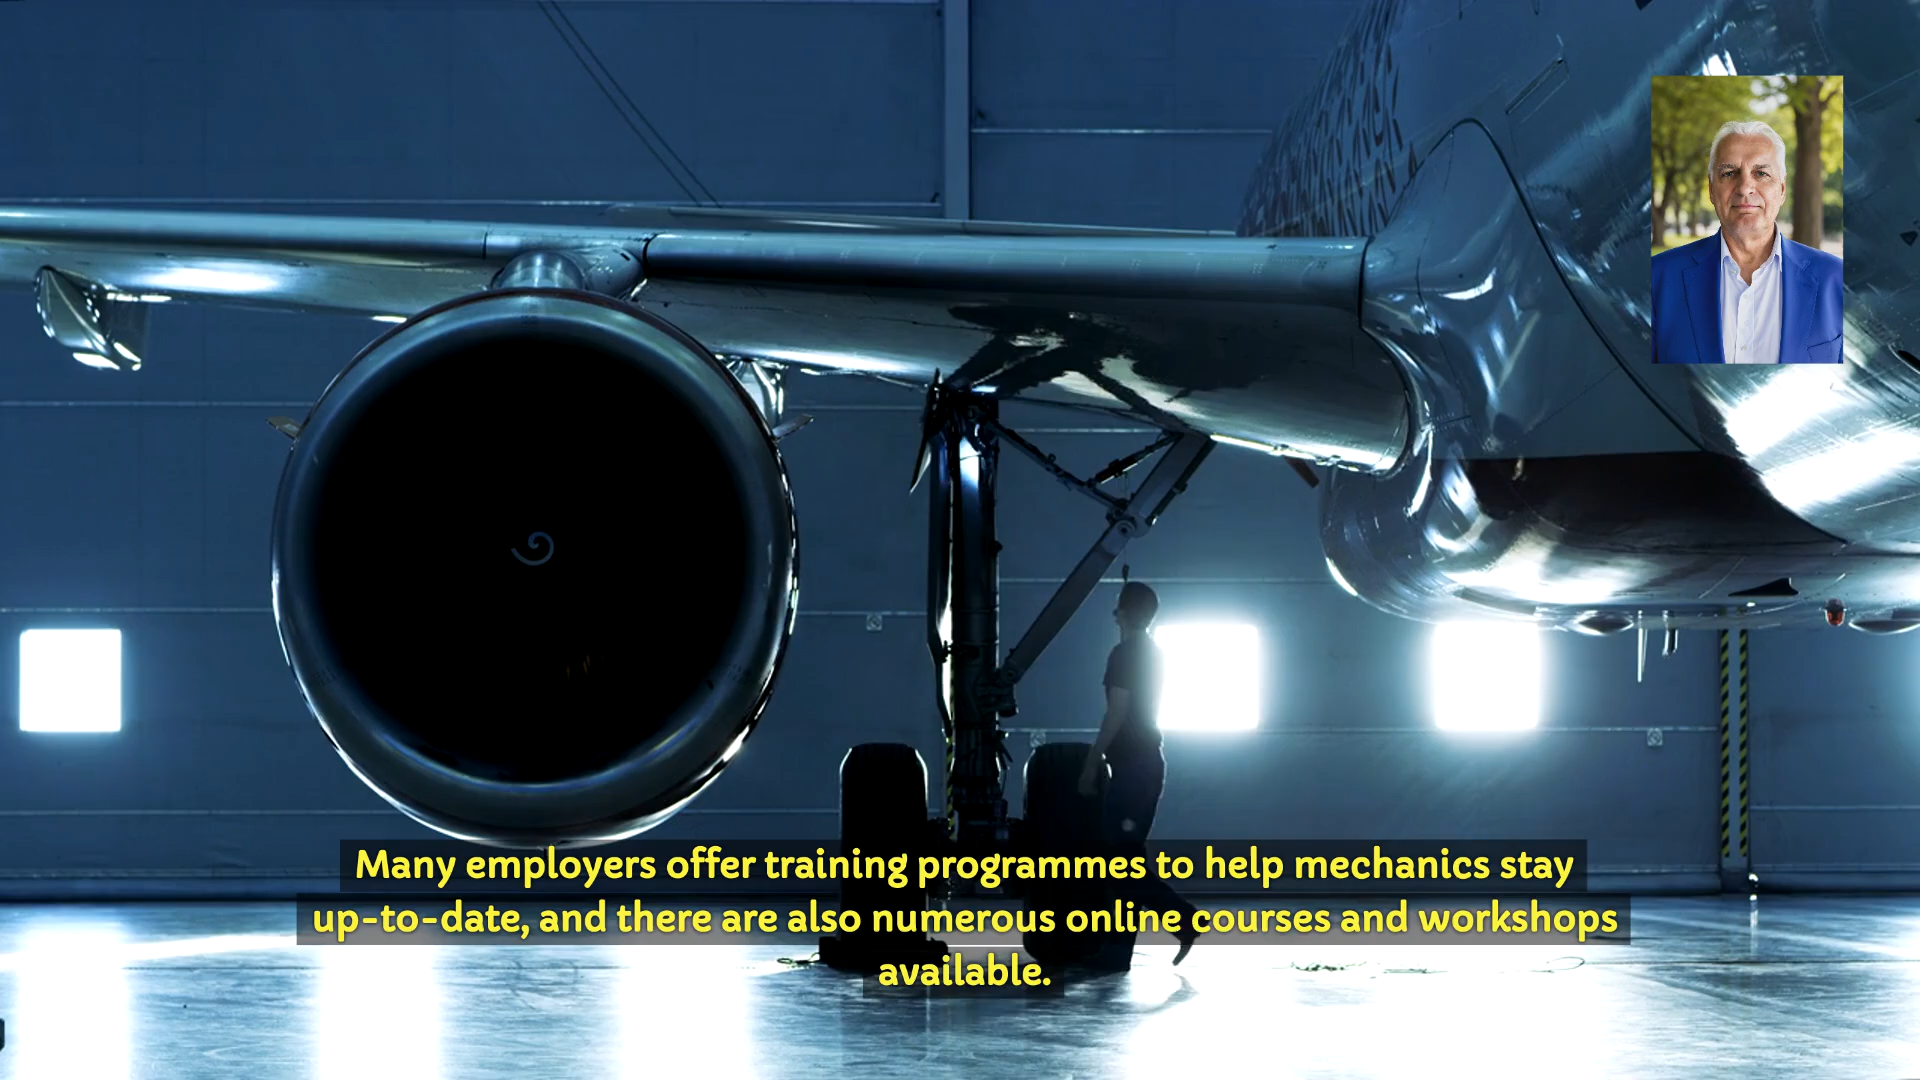 Many employers offer training programmes to help mechanics stay
up-to-date, and there are also numerous online courses and workshops
available.